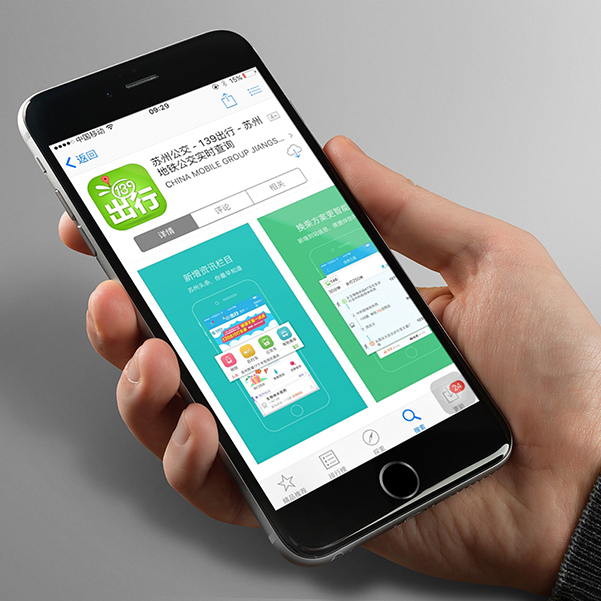 中国移动
09:29
15%
返回
139
出行
苏州公交 - 139出行 - 苏州
地铁公交实时查询
4+
CHINA MOBILE GROUP JIANGS...
详情
评论
相关
新增资讯栏目
苏州头条，你最早知道
换乘方案更智能
精品推荐
排行榜
探索
搜索
更新
24